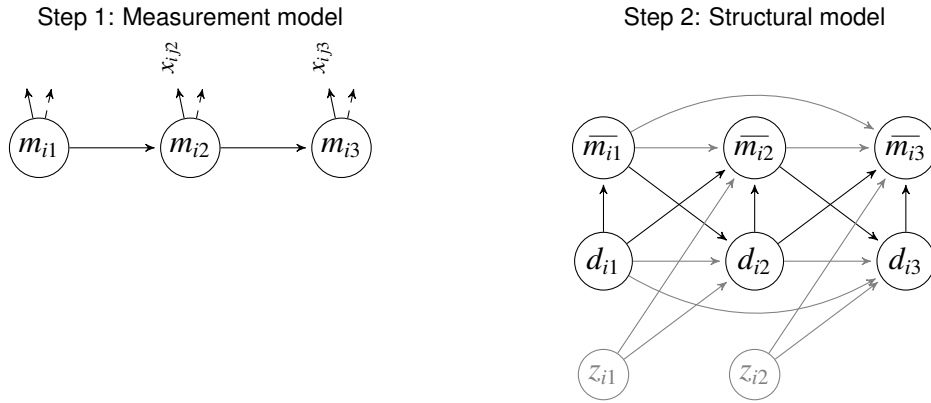 Step 1: Measurement model
Step 2: Structural model
x_{ij2}
x_{ij3}
m_{i1}
m_{i2}
m_{i3}
\overline{m_{i1}}
\overline{m_{i2}}
\overline{m_{i3}}
d_{i1}
d_{i2}
d_{i3}
z_{i1}
z_{i2}